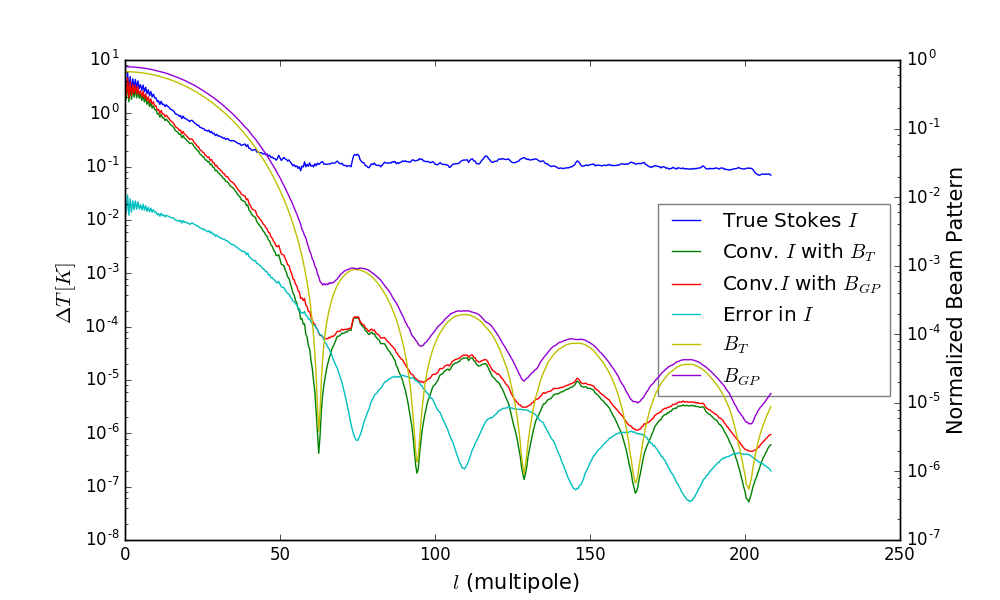 10^1
10^0
10^-1
10^-2
10^-3
10^-4
10^-5
10^-6
10^-7
10^-8
ΔT[K]
0
50
100
150
200
250
l (multipole)
10^0
10^-1
10^-2
10^-3
10^-4
10^-5
10^-6
10^-7
Normalized Beam Pattern
True Stokes I
Conv. I with B_T
Conv.I with B_GP
Error in I
B_T
B_GP